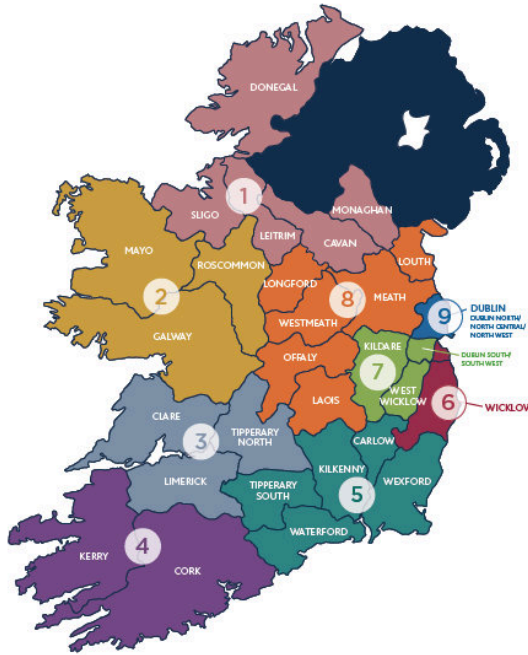 DONEGAL
1
SLIGO
LEITRIM
MONAGHAN
CAVAN
MAYO
ROSCOMMON
2
GALWAY
LONGFORD
8
MEATH
LOUTH
WESTMEATH
OFFALY
LAOIS
9
DUBLIN
DUBLIN NORTH/
NORTH CENTRAL/
NORTH WEST
KILDARE
7
DUBLIN SOUTH/
SOUTH WEST
WEST
WICKLOW
6
WICKLOW
CLARE
3
TIPPERARY
NORTH
LIMERICK
CARLOW
KILKENNY
5
WEXFORD
TIPPERARY
SOUTH
WATERFORD
KERRY
4
CORK